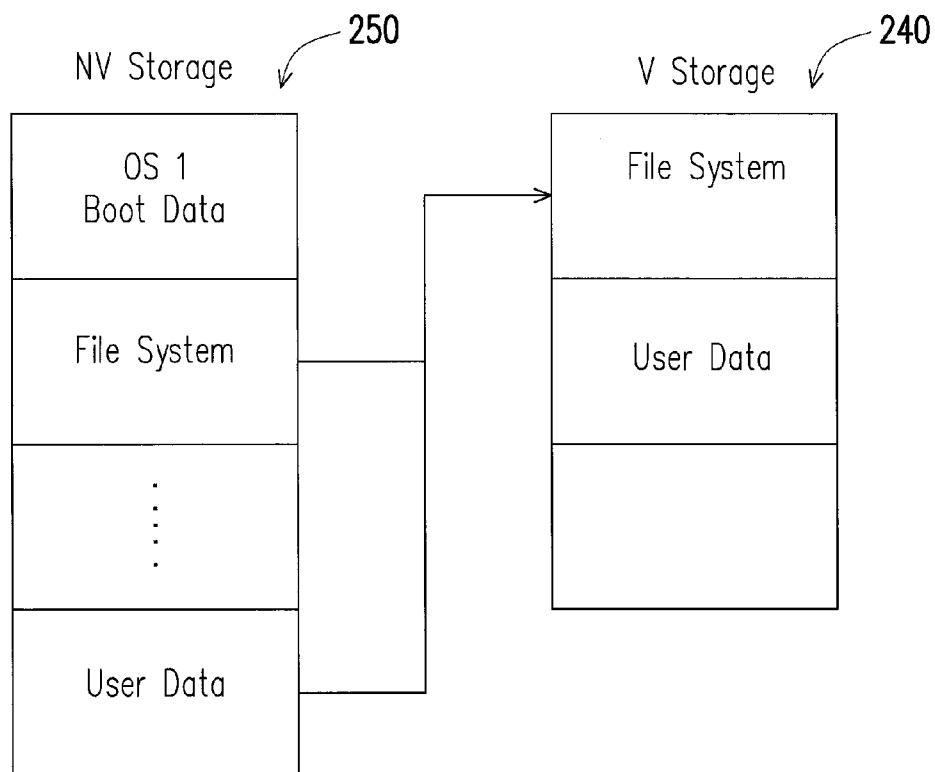 250
NV Storage
OS 1
Boot Data
File System
User Data
240
V Storage
File System
User Data